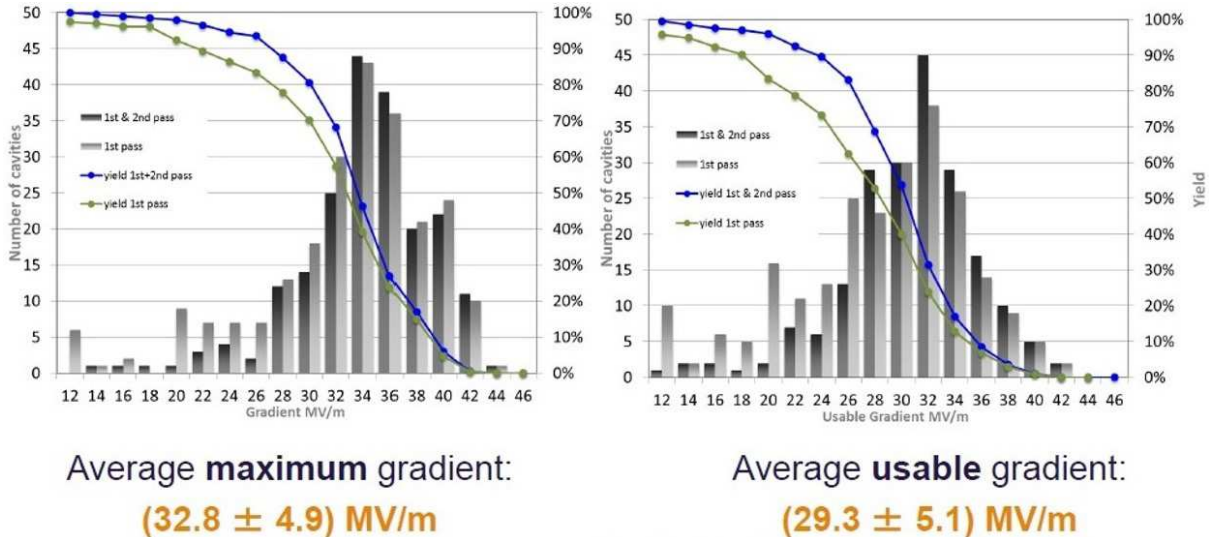 50
45
40
35
30
25
20
15
10
5
0
Number of cavities
1st & 2nd pass
1st pass
yield 1st+2nd pass
yield 1st pass
100%
90%
80%
70%
60%
50%
40%
30%
20%
10%
0%
12 14 16 18 20 22 24 26 28 30 32 34 36 38 40 42 44 46
Gradient MV/m
50
45
40
35
30
25
20
15
10
5
0
Number of cavities
1st & 2nd pass
1st pass
yield 1st & 2nd pass
yield 1st pass
100%
90%
80%
70%
60%
50%
40%
30%
20%
10%
0%
Yield
12 14 16 18 20 22 24 26 28 30 32 34 36 38 40 42 44 46
Usable Gradient MV/m
Average maximum gradient:
(32.8 ± 4.9) MV/m
Average usable gradient:
(29.3 ± 5.1) MV/m